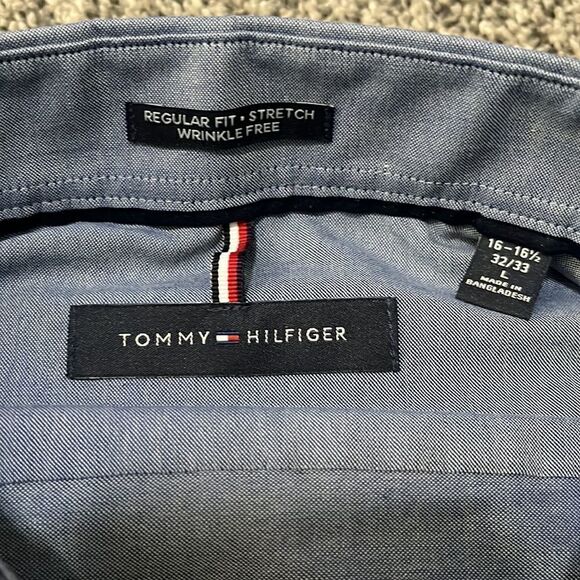 REGULAR FIT • STRETCH
WRINKLE FREE
16-16½
32/33
L
MADE IN
BANGLADESH
TOMMY HILFIGER